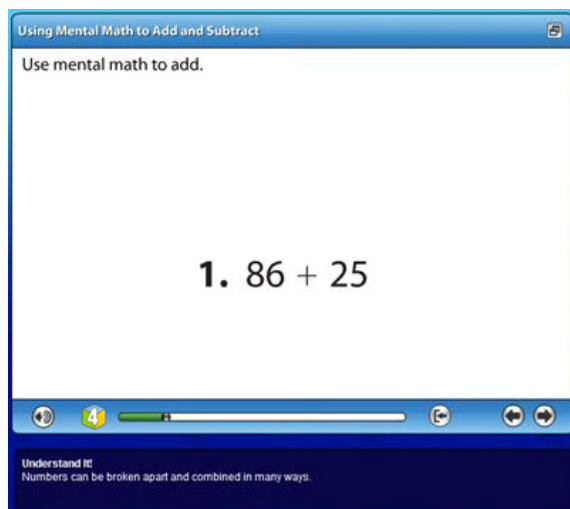 Using Mental Math to Add and Subtract
Use mental math to add.
1. 86 + 25
4
Understand It!
Numbers can be broken apart and combined in many ways.